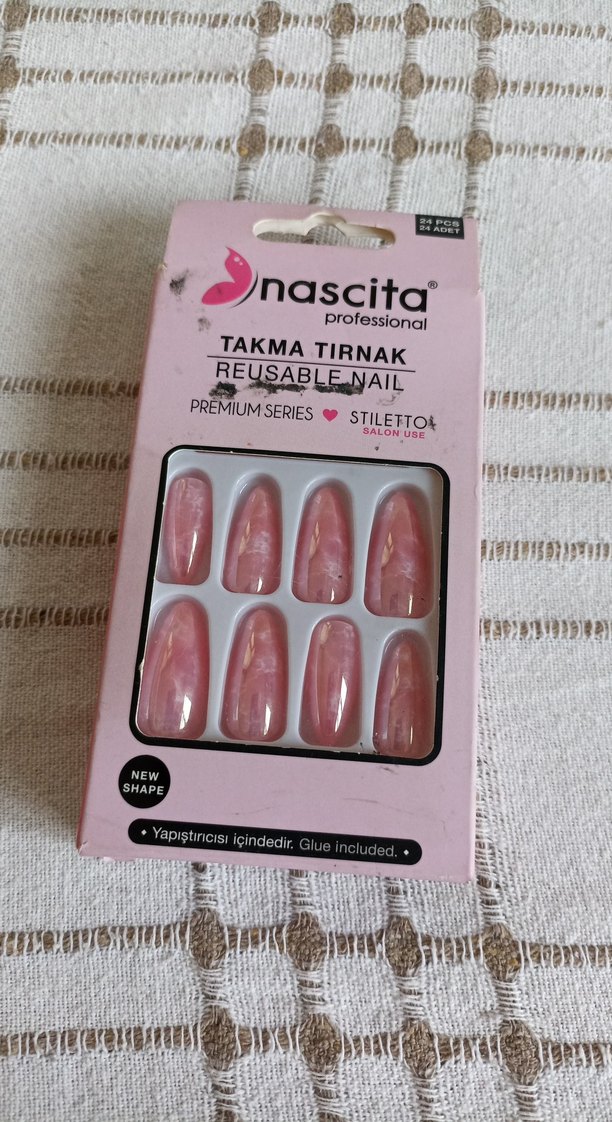 24 PCS
24 ADET
nascita®
professional
TAKMA TIRNAK
REUSABLE NAIL
PREMIUM SERIES ♥ STILETTO
SALON USE
NEW
SHAPE
• Yapıştırıcısı içindedir. Glue included. •